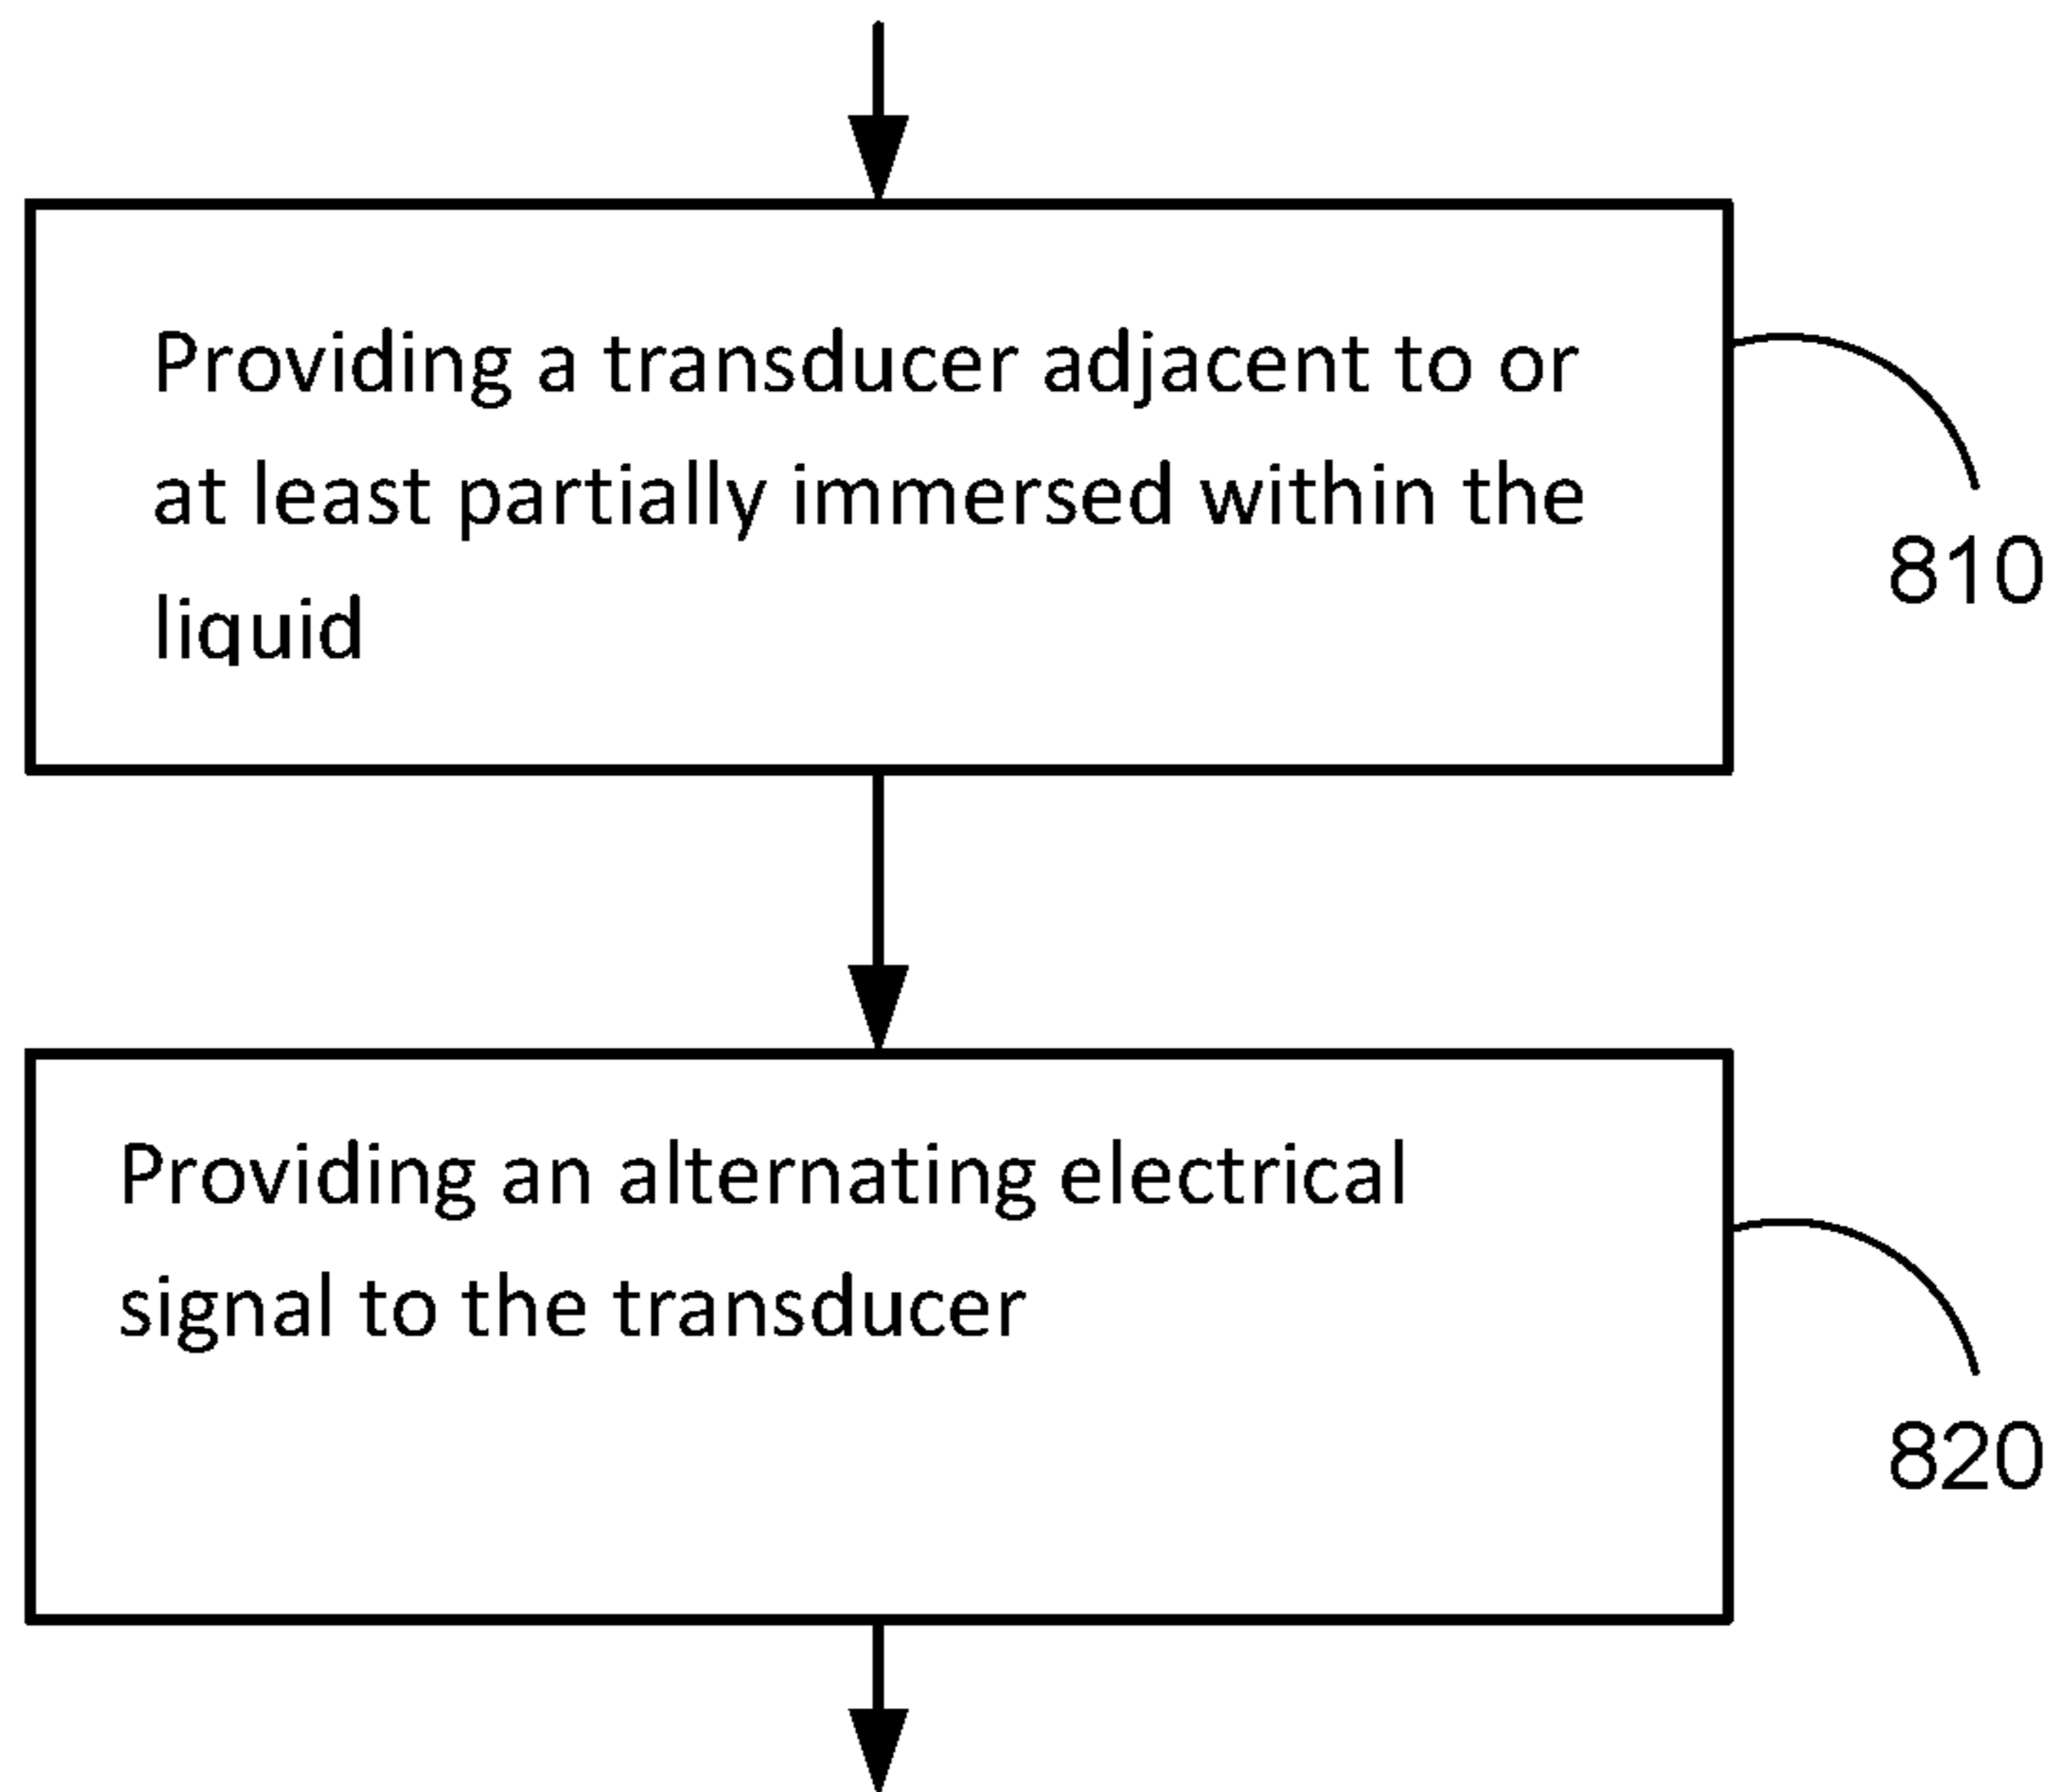 Providing a transducer adjacent to or
at least partially immersed within the
liquid
810
Providing an alternating electrical
signal to the transducer
820